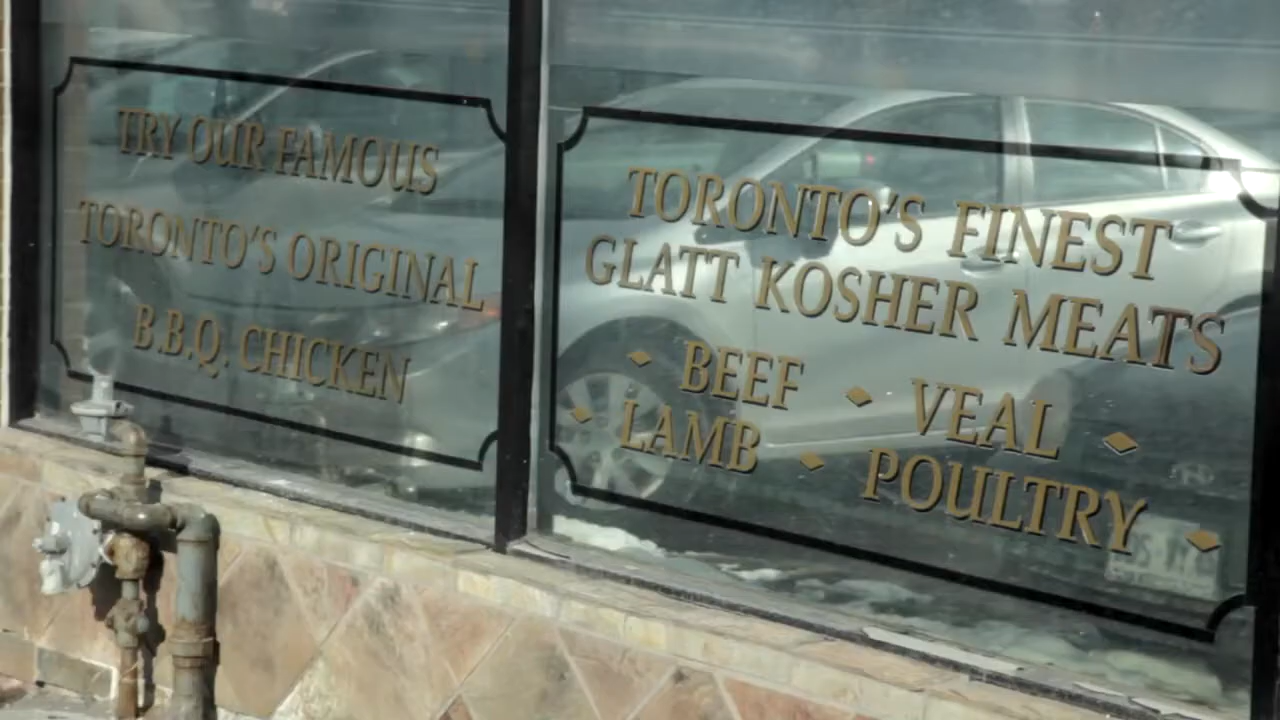 TRY OUR FAMOUS
TORONTO'S ORIGINAL
B.B.Q. CHICKEN
TORONTO'S FINEST
GLATT KOSHER MEATS
BEEF VEAL
LAMB POULTRY